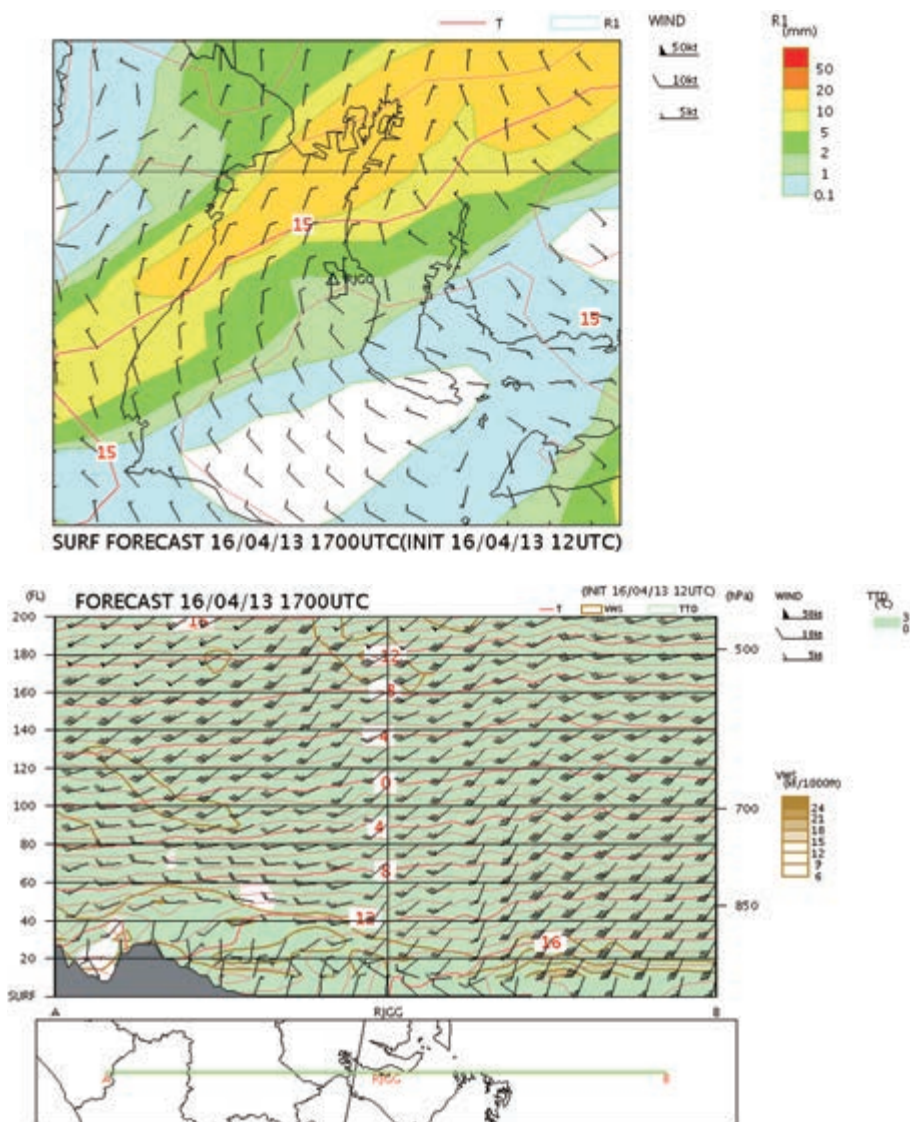 T R1 WIND R1
(mm)
50kt
10kt
5kt
50
20
10
5
2
1
0.1
15
RJGG
15
15
SURF FORECAST 16/04/13 1700UTC(INIT 16/04/13 12UTC)
(FL) FORECAST 16/04/13 1700UTC (INIT 16/04/13 12UTC) (hPa) WIND TTD
(℃)
T VWS TTD
50kt
10kt
5kt
3
0
200
180
160
140
120
100
80
60
40
20
SURF
16
12
8
4
0
4
8
12
16
500
700
850
VWS
(kt/1000ft)
24
21
18
15
12
9
6
A RJGG B
A RJGG B